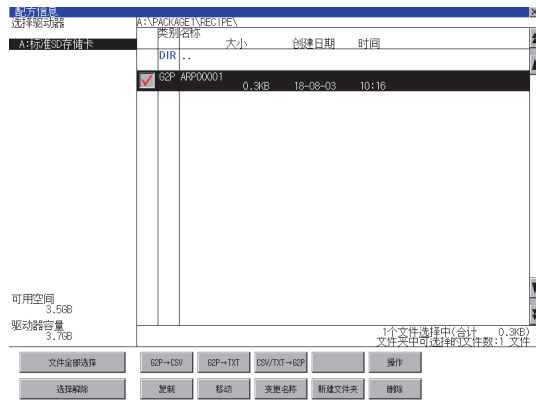 配方信息
选择驱动器
A:\PACKAGE1\RECIPE\
A:标准SD存储卡
类别 名称 大小 创建日期 时间
DIR ..
G2P ARP00001 0.3KB 18-08-03 10:16
可用空间
3.5GB
驱动器容量
3.7GB
1个文件选择中(合计 0.3KB)
文件夹中可选择的文件数:1 文件
文件全部选择 G2P→CSV G2P→TXT CSV/TXT→G2P 操作
选择解除 复制 移动 变更名称 新建文件夹 删除